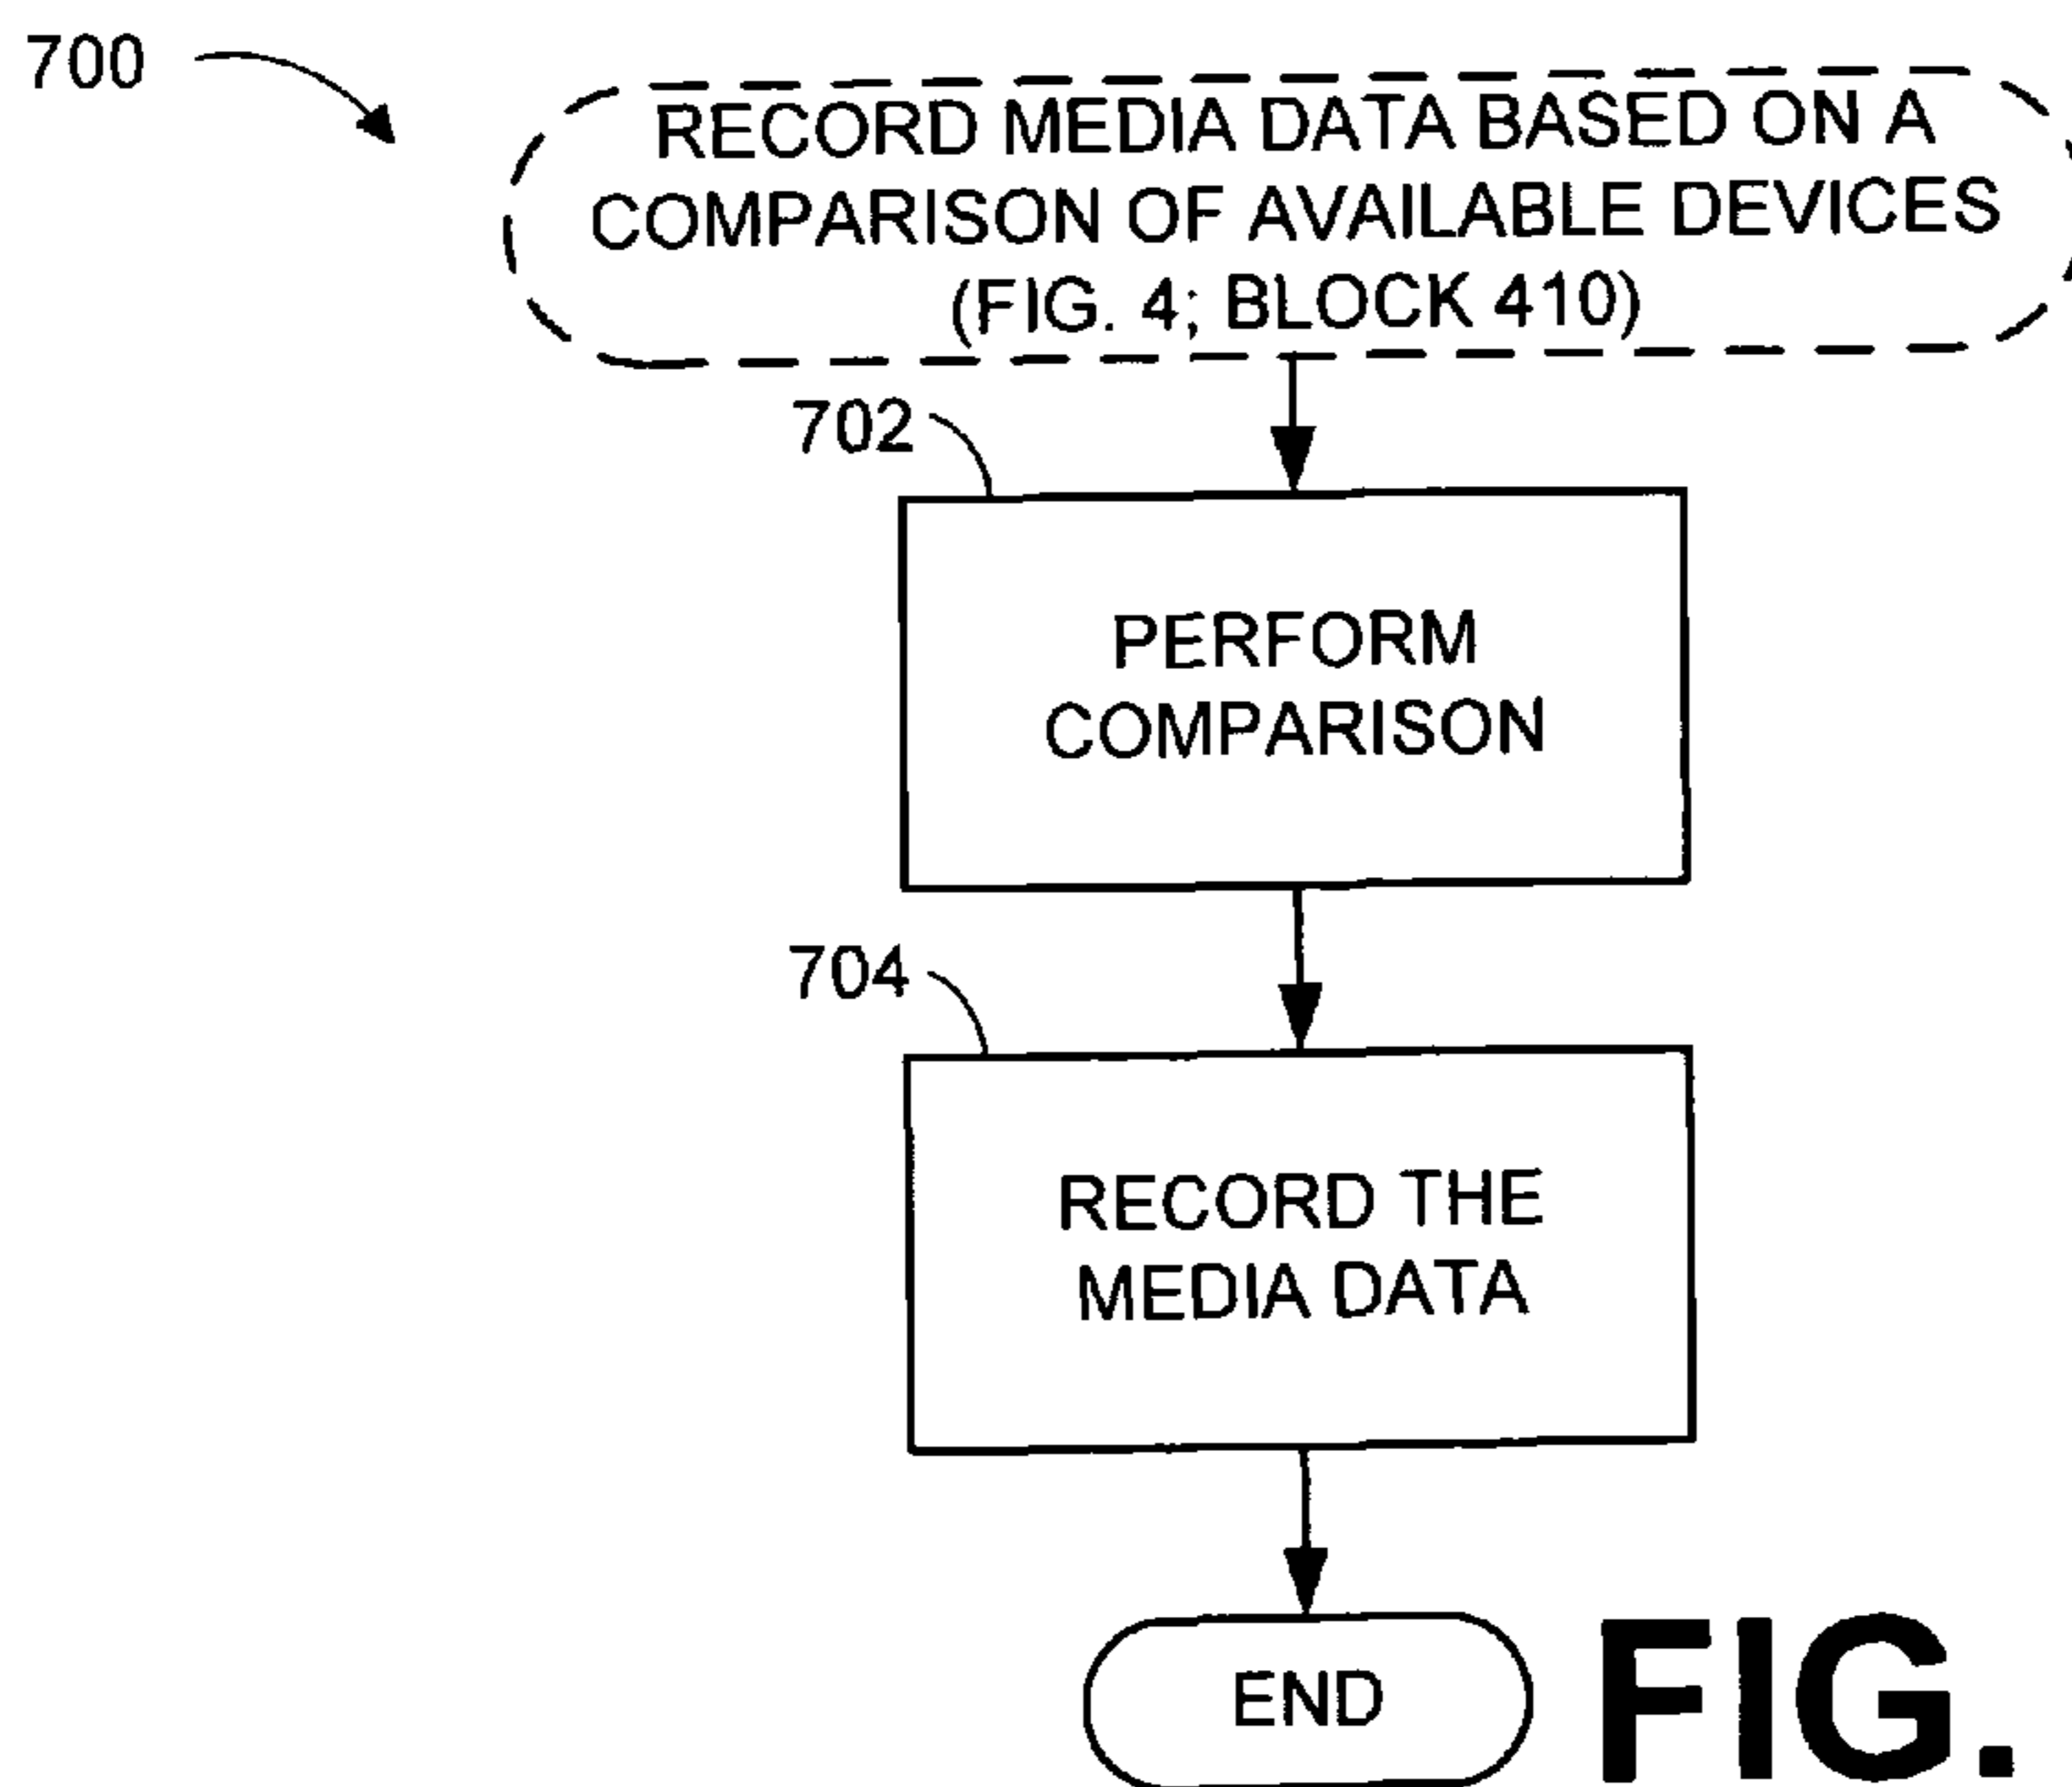 700
RECORD MEDIA DATA BASED ON A
COMPARISON OF AVAILABLE DEVICES
(FIG. 4; BLOCK 410)
702
PERFORM
COMPARISON
704
RECORD THE
MEDIA DATA
END
FIG.